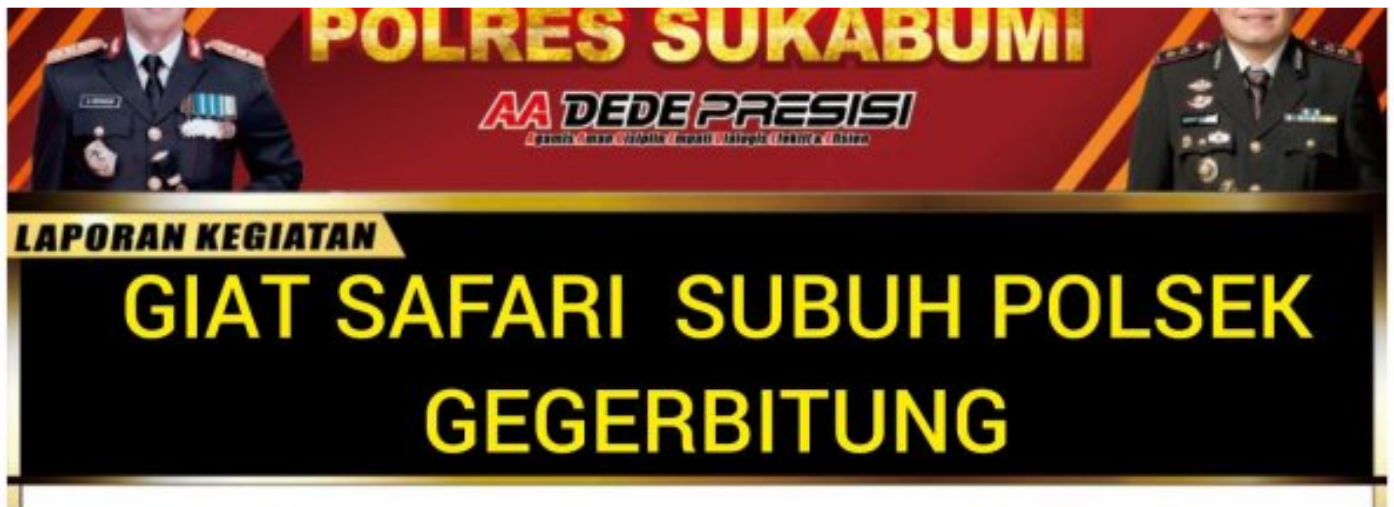 POLRES SUKABUMI
AA DEDE PRESISI
LAPORAN KEGIATAN
GIAT SAFARI SUBUH POLSEK
GEGERBITUNG